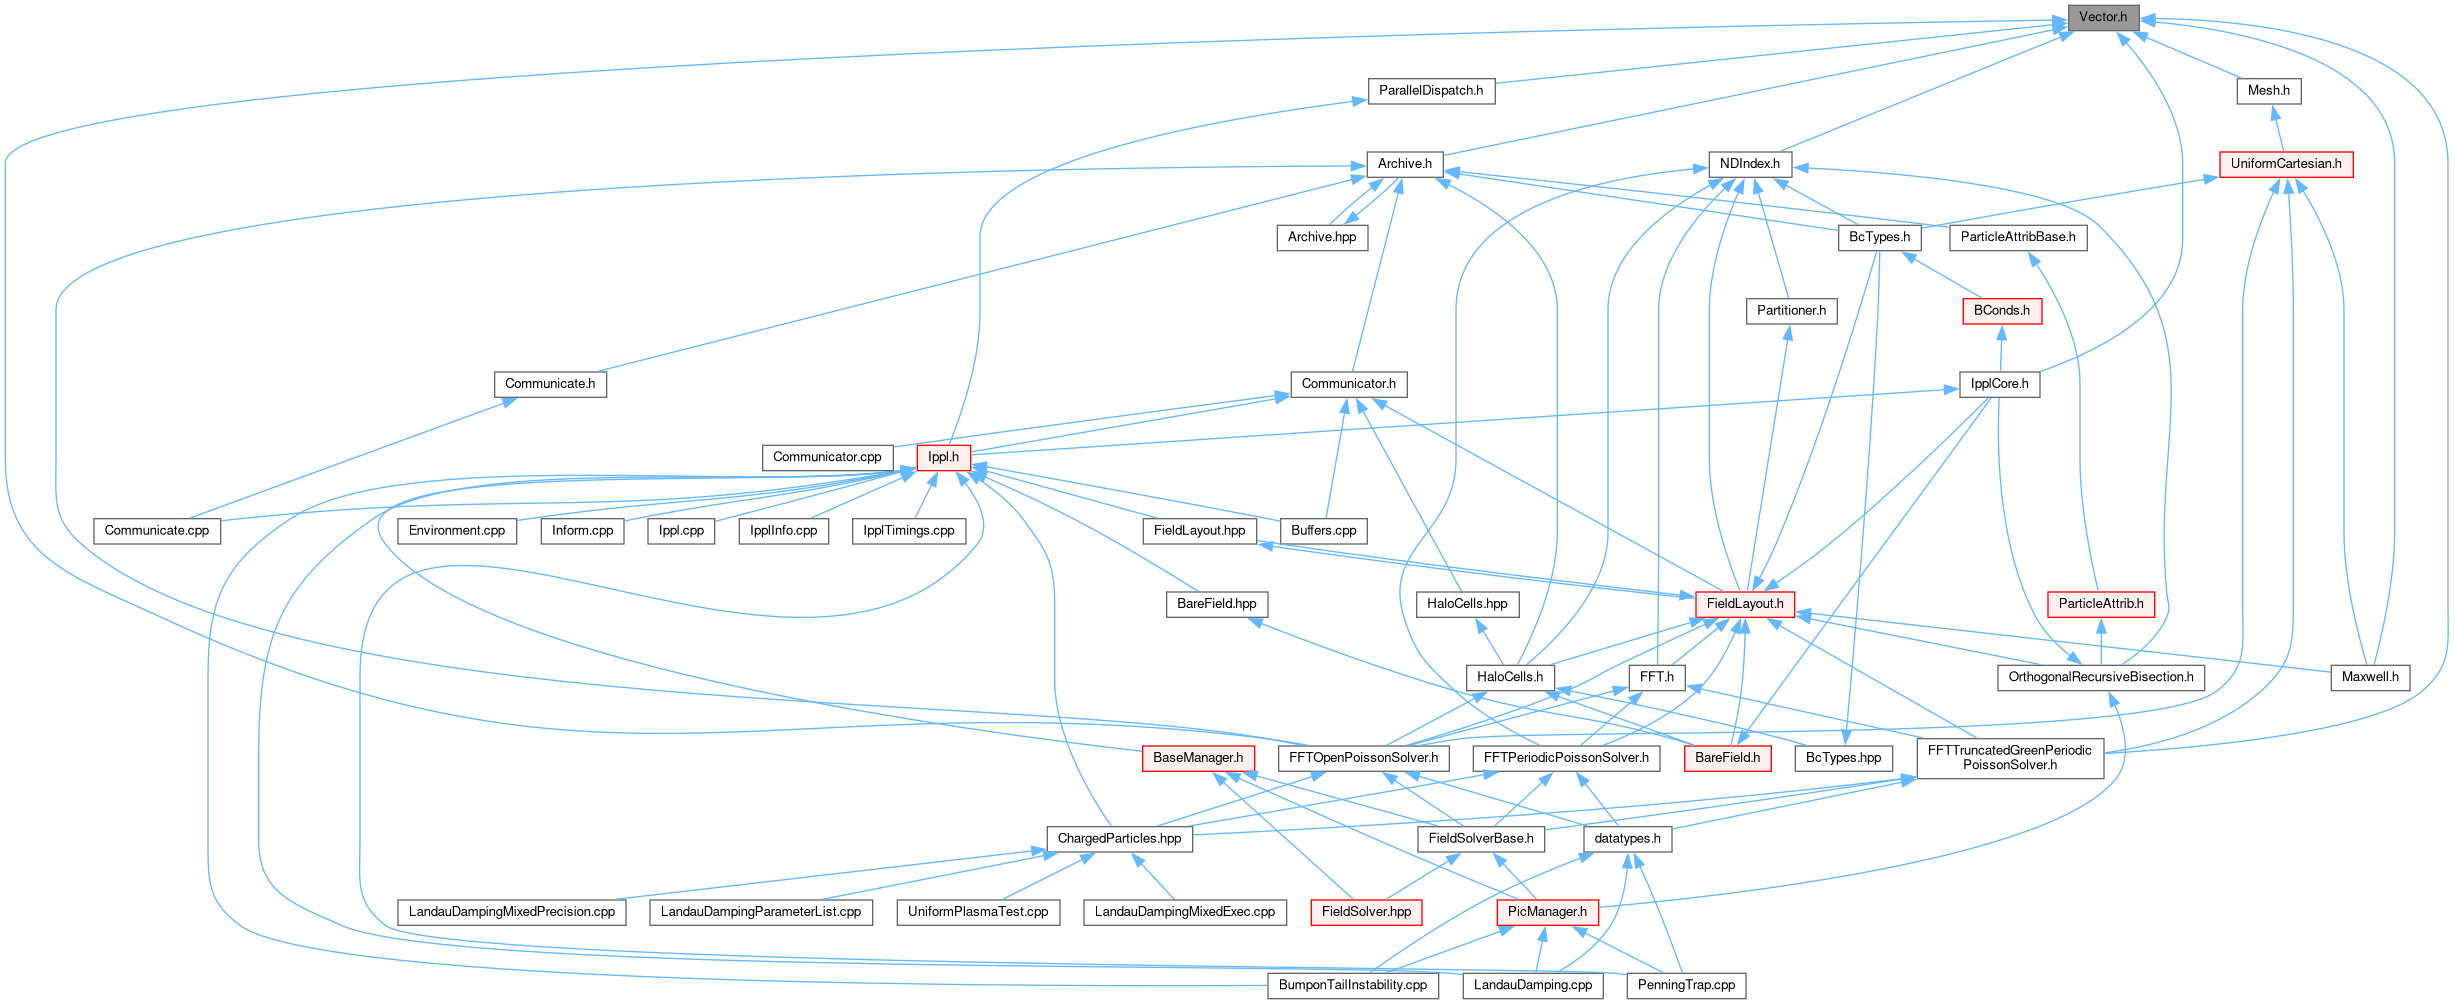 Vector.h
ParallelDispatch.h
Mesh.h
Archive.h
NDIndex.h
UniformCartesian.h
Archive.hpp
BcTypes.h
ParticleAttribBase.h
Partitioner.h
BConds.h
Communicate.h
Communicator.h
IpplCore.h
Communicator.cpp
Ippl.h
Communicate.cpp
Environment.cpp
Inform.cpp
Ippl.cpp
IpplInfo.cpp
IpplTimings.cpp
FieldLayout.hpp
Buffers.cpp
BareField.hpp
HaloCells.hpp
FieldLayout.h
ParticleAttrib.h
HaloCells.h
FFT.h
OrthogonalRecursiveBisection.h
Maxwell.h
BaseManager.h
FFTOpenPoissonSolver.h
FFTPeriodicPoissonSolver.h
BareField.h
BcTypes.hpp
FFTTruncatedGreenPeriodic
PoissonSolver.h
ChargedParticles.hpp
FieldSolverBase.h
datatypes.h
LandauDampingMixedPrecision.cpp
LandauDampingParameterList.cpp
UniformPlasmaTest.cpp
LandauDampingMixedExec.cpp
FieldSolver.hpp
PicManager.h
BumponTailInstability.cpp
LandauDamping.cpp
PenningTrap.cpp